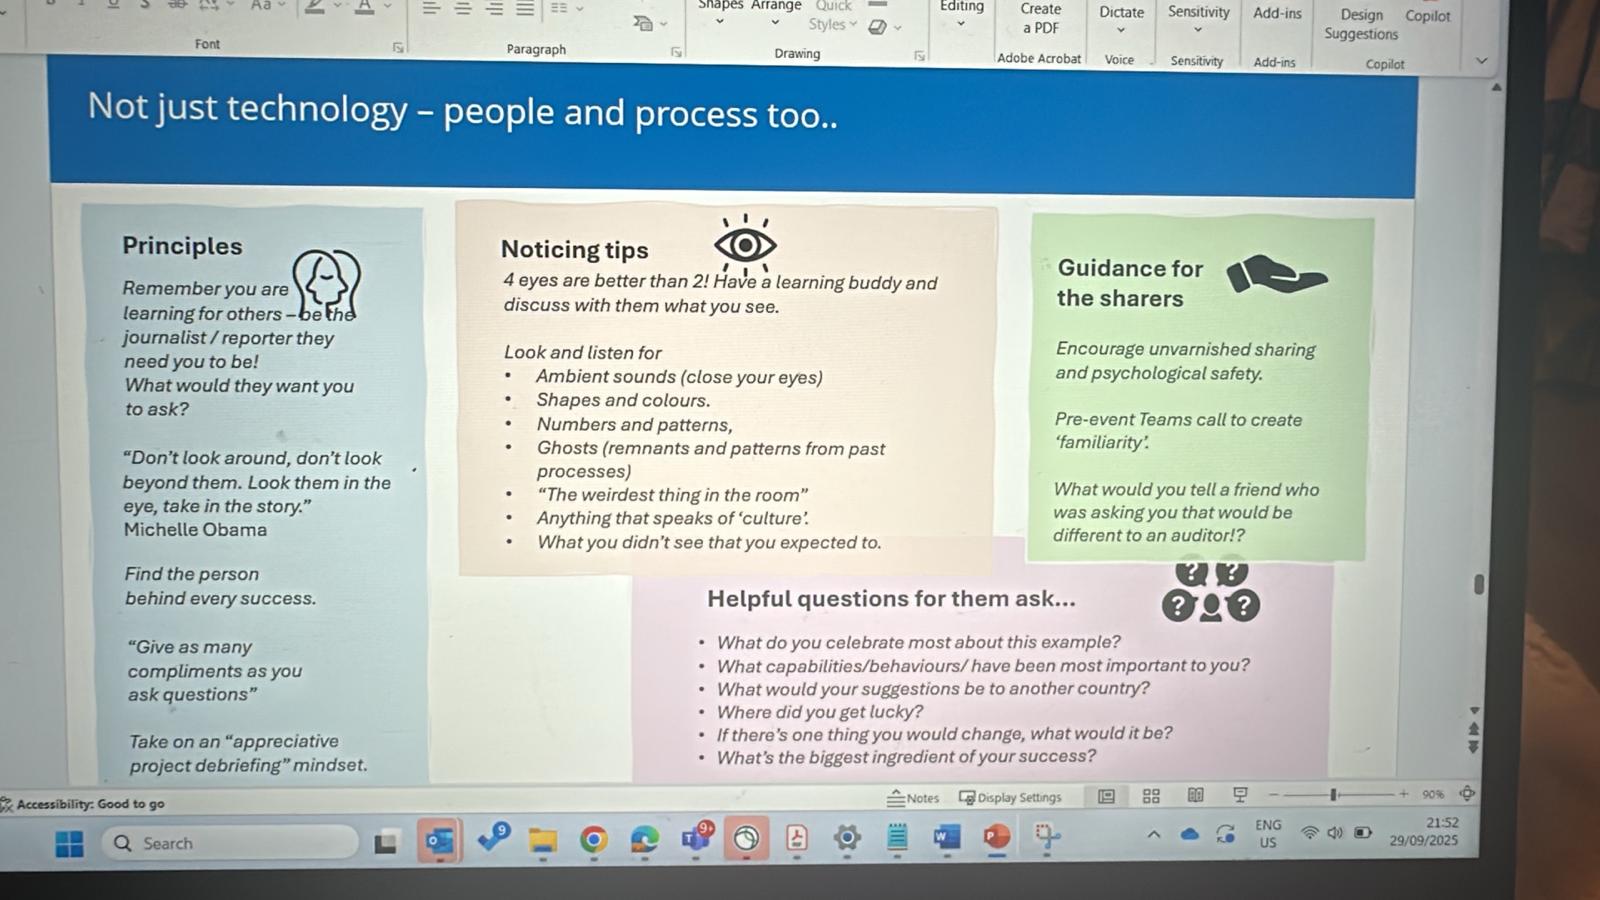 Aa
Shapes Arrange Quick
Styles
Editing
Create
a PDF
Dictate
Sensitivity
Add-ins
Design
Suggestions
Copilot
Font
Paragraph
Drawing
Adobe Acrobat
Voice
Sensitivity
Add-ins
Copilot
Not just technology – people and process too..
Principles
Remember you are
learning for others – be the
journalist / reporter they
need you to be!
What would they want you
to ask?
“Don’t look around, don’t look
beyond them. Look them in the
eye, take in the story.”
Michelle Obama
Find the person
behind every success.
“Give as many
compliments as you
ask questions”
Take on an “appreciative
project debriefing” mindset.
Noticing tips
4 eyes are better than 2! Have a learning buddy and
discuss with them what you see.
Look and listen for
• Ambient sounds (close your eyes)
• Shapes and colours.
• Numbers and patterns,
• Ghosts (remnants and patterns from past
processes)
• “The weirdest thing in the room”
• Anything that speaks of ‘culture’.
• What you didn’t see that you expected to.
Guidance for
the sharers
Encourage unvarnished sharing
and psychological safety.
Pre-event Teams call to create
‘familiarity’.
What would you tell a friend who
was asking you that would be
different to an auditor!?
Helpful questions for them ask...
? ?
? ?
• What do you celebrate most about this example?
• What capabilities/behaviours/ have been most important to you?
• What would your suggestions be to another country?
• Where did you get lucky?
• If there’s one thing you would change, what would it be?
• What’s the biggest ingredient of your success?
Accessibility: Good to go
Notes
Display Settings
90%
Search
9
9+
ENG
US
21:52
29/09/2025